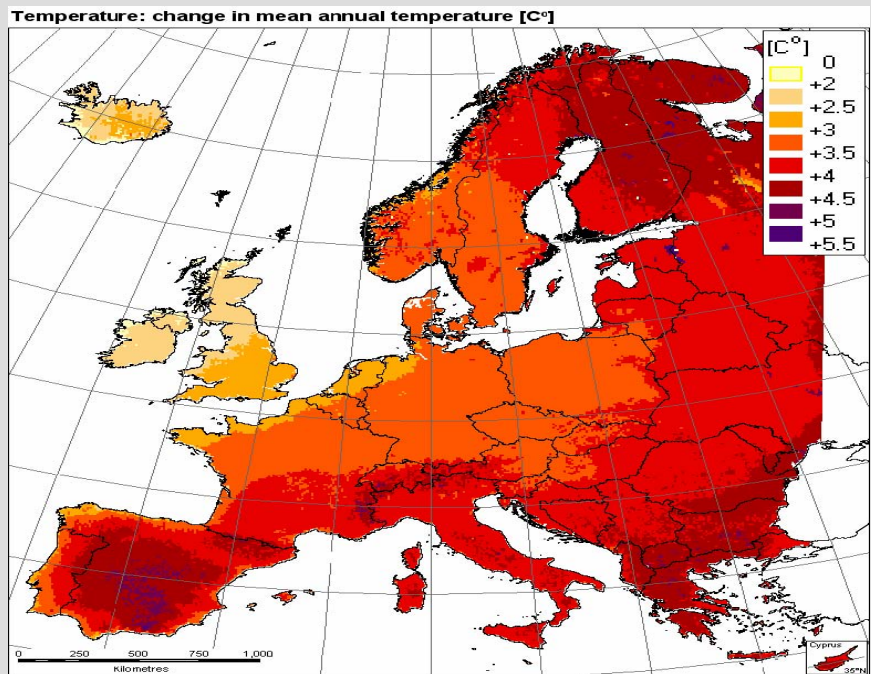 Temperature: change in mean annual temperature [Cº]
[C°]
0
+2
+2.5
+3
+3.5
+4
+4.5
+5
+5.5
0 250 500 750 1,000
Kilometres
Cyprus
35°N